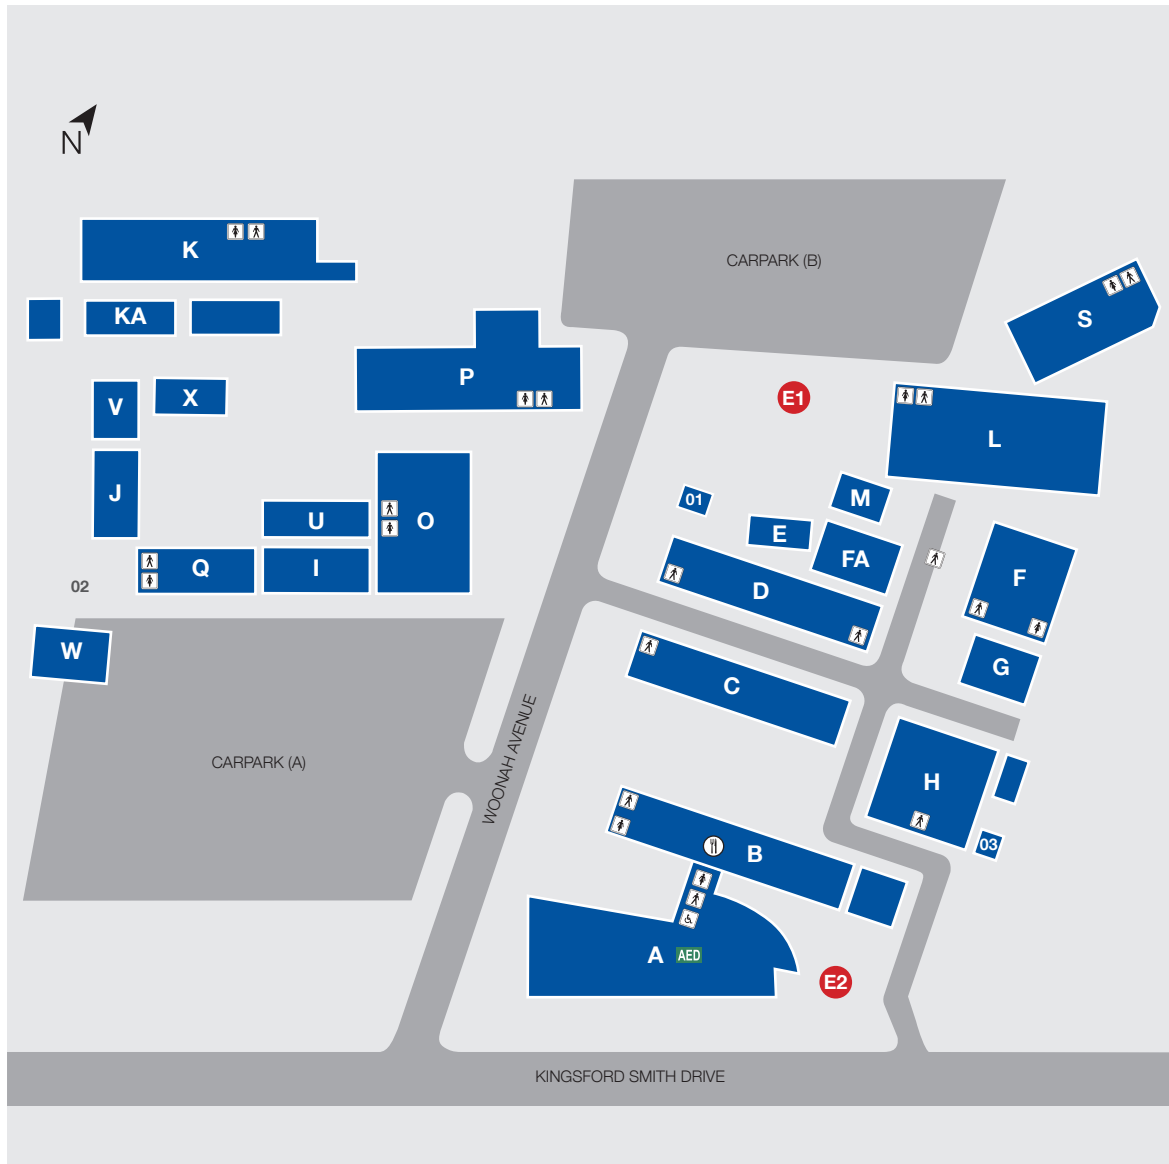 N
CARPARK (B)
K
S
KA
P
X
E1
V
L
J
M
01
U
O
E
FA
Q
I
F
02
D
W
G
C
CARPARK (A)
WOONAH AVENUE
H
03
B
A
AED
E2
KINGSFORD SMITH DRIVE